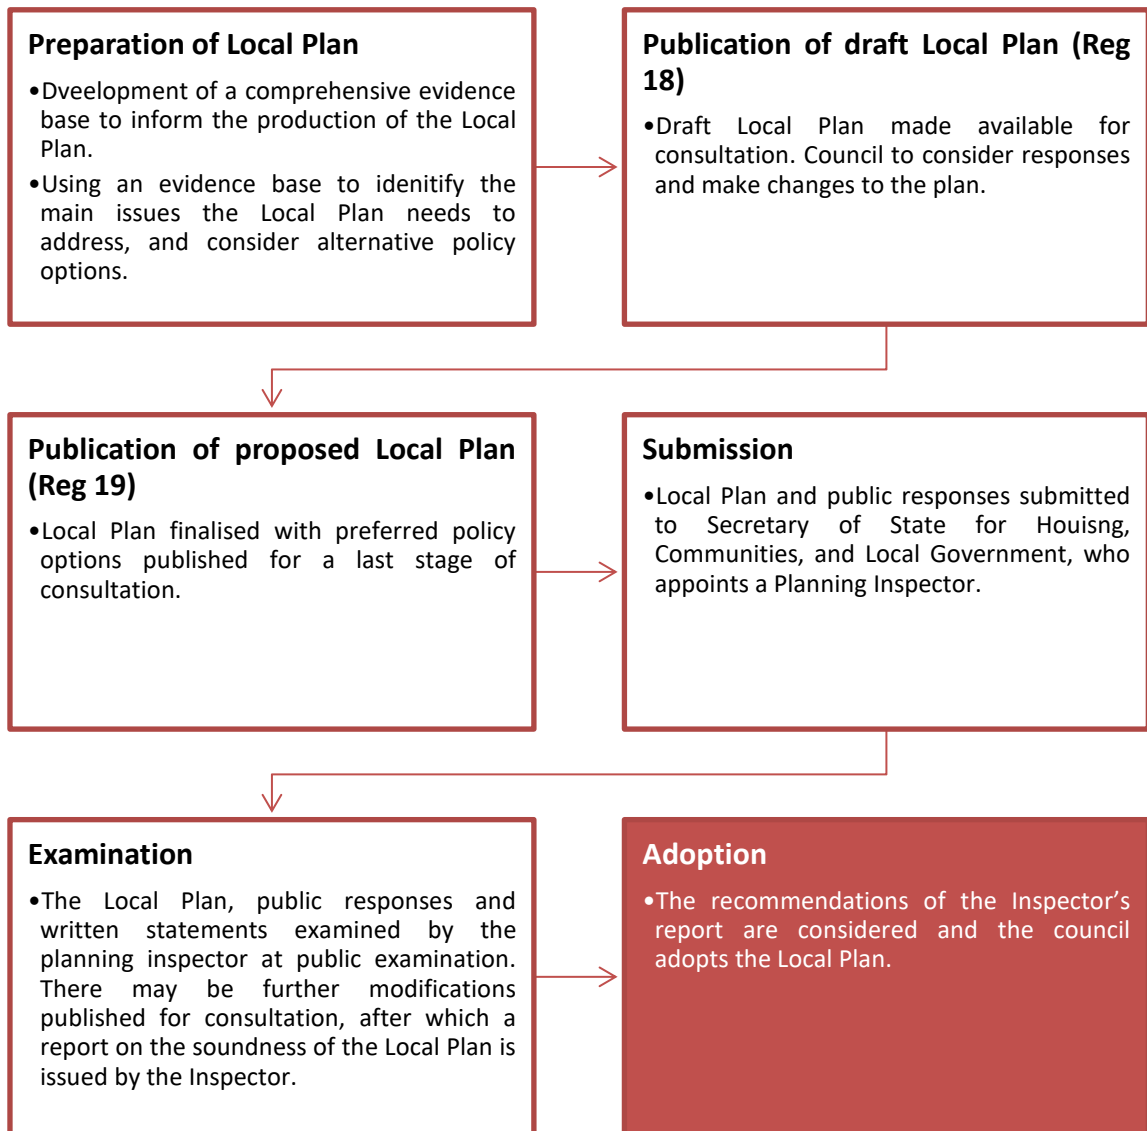 Preparation of Local Plan
•Dveelopment of a comprehensive evidence
base to inform the production of the Local
Plan.
•Using an evidence base to idenitify the
main issues the Local Plan needs to
address, and consider alternative policy
options.
Publication of draft Local Plan (Reg
18)
•Draft Local Plan made available for
consultation. Council to consider responses
and make changes to the plan.
Publication of proposed Local Plan
(Reg 19)
•Local Plan finalised with preferred policy
options published for a last stage of
consultation.
Submission
•Local Plan and public responses submitted
to Secretary of State for Houisng,
Communities, and Local Government, who
appoints a Planning Inspector.
Examination
•The Local Plan, public responses and
written statements examined by the
planning inspector at public examination.
There may be further modifications
published for consultation, after which a
report on the soundness of the Local Plan is
issued by the Inspector.
Adoption
•The recommendations of the Inspector’s
report are considered and the council
adopts the Local Plan.